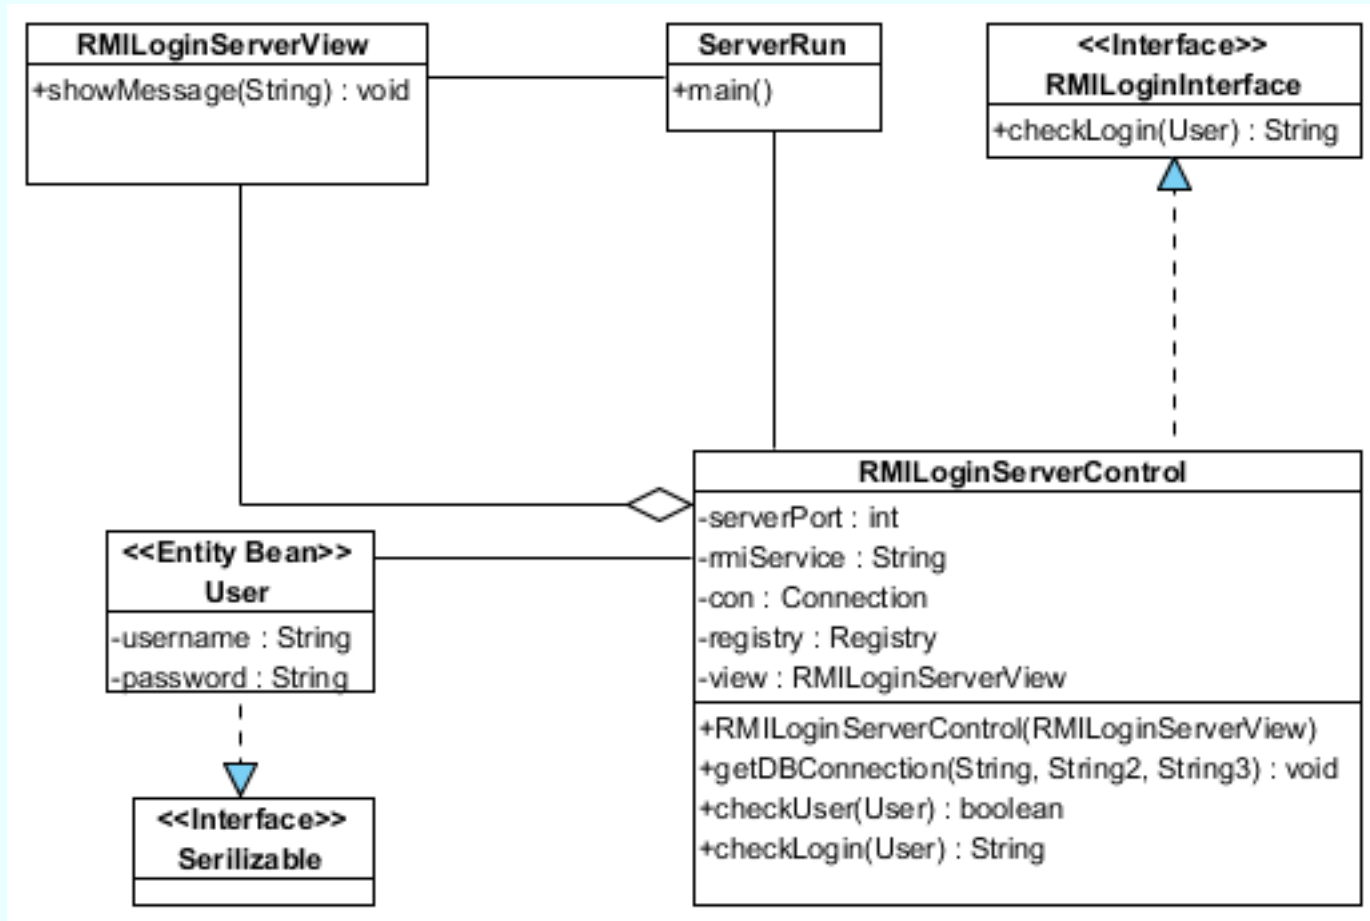 RMILoginServerView
+showMessage(String) : void
ServerRun
+main()
<<Interface>>
RMILoginInterface
+checkLogin(User) : String
<<Entity Bean>>
User
-username : String
-password : String
<<Interface>>
Serilizable
RMILoginServerControl
-serverPort : int
-rmiService : String
-con : Connection
-registry : Registry
-view : RMILoginServerView
+RMILoginServerControl(RMILoginServerView)
+getDBConnection(String, String2, String3) : void
+checkUser(User) : boolean
+checkLogin(User) : String